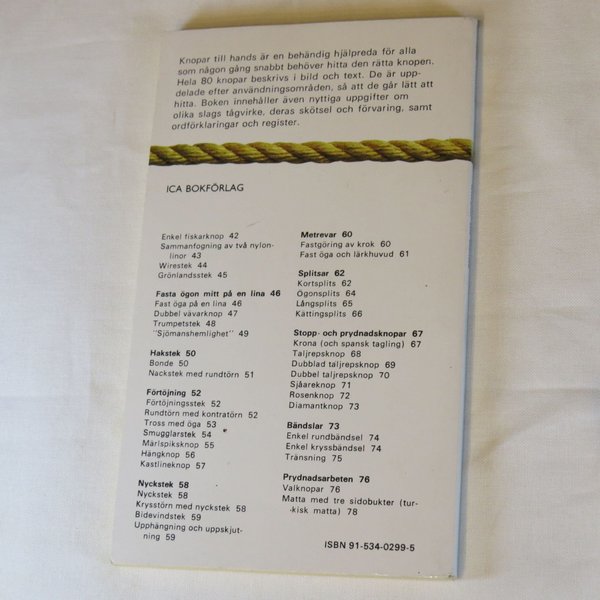 Knopar till hands är en behändig hjälpreda för alla
som någon gång snabbt behöver hitta den rätta knopen.
Hela 80 knopar beskrivs i bild och text. De är upp-
delade efter användningsområden, så att de går lätt att
hitta. Boken innehåller även nyttiga uppgifter om
olika slags tågvirke, deras skötsel och förvaring, samt
ordförklaringar och register.
ICA BOKFÖRLAG
Enkel fiskarknop 42
Sammanfogning av två nylon-
linor 43
Wirestek 44
Grönlandsstek 45
Fasta ögon mitt på en lina 46
Fast öga på en lina 46
Dubbel vävarknop 47
Trumpetstek 48
"Sjömanshemlighet" 49
Hakstek 50
Bonde 50
Nackstek med rundtörn 51
Förtöjning 52
Förtöjningsstek 52
Rundtörn med kontratörn 52
Tross med öga 53
Smugglarstek 54
Märlspiksknop 55
Hängknop 56
Kastlineknop 57
Nyckstek 58
Nyckstek 58
Krysstörn med nyckstek 58
Bidevindstek 59
Upphängning och uppskjut-
ning 59
Metrevar 60
Fastgöring av krok 60
Fast öga och lärkhuvud 61
Splitsar 62
Kortsplits 62
Ögonsplits 64
Långsplits 65
Kättingsplits 66
Stopp- och prydnadsknopar 67
Krona (och spansk tagling) 67
Taljrepsknop 68
Dubblad taljrepsknop 69
Dubbel taljrepsknop 70
Sjåareknop 71
Rosenknop 72
Diamantknop 73
Bändslar 73
Enkel rundbändsel 74
Enkel kryssbändsel 74
Tränsning 75
Prydnadsarbeten 76
Valknopar 76
Matta med tre sidobukter (tur-
kisk matta) 78
ISBN 91-534-0299-5